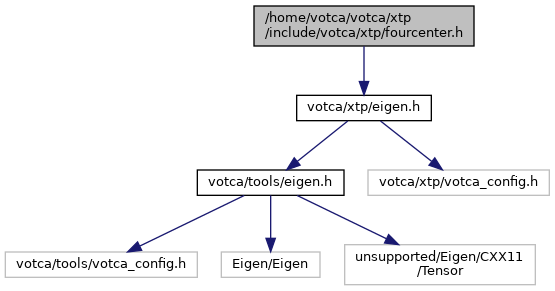 /home/votca/votca/xtp
/include/votca/xtp/fourcenter.h
votca/xtp/eigen.h
votca/tools/eigen.h
votca/xtp/votca_config.h
votca/tools/votca_config.h
Eigen/Eigen
unsupported/Eigen/CXX11
/Tensor